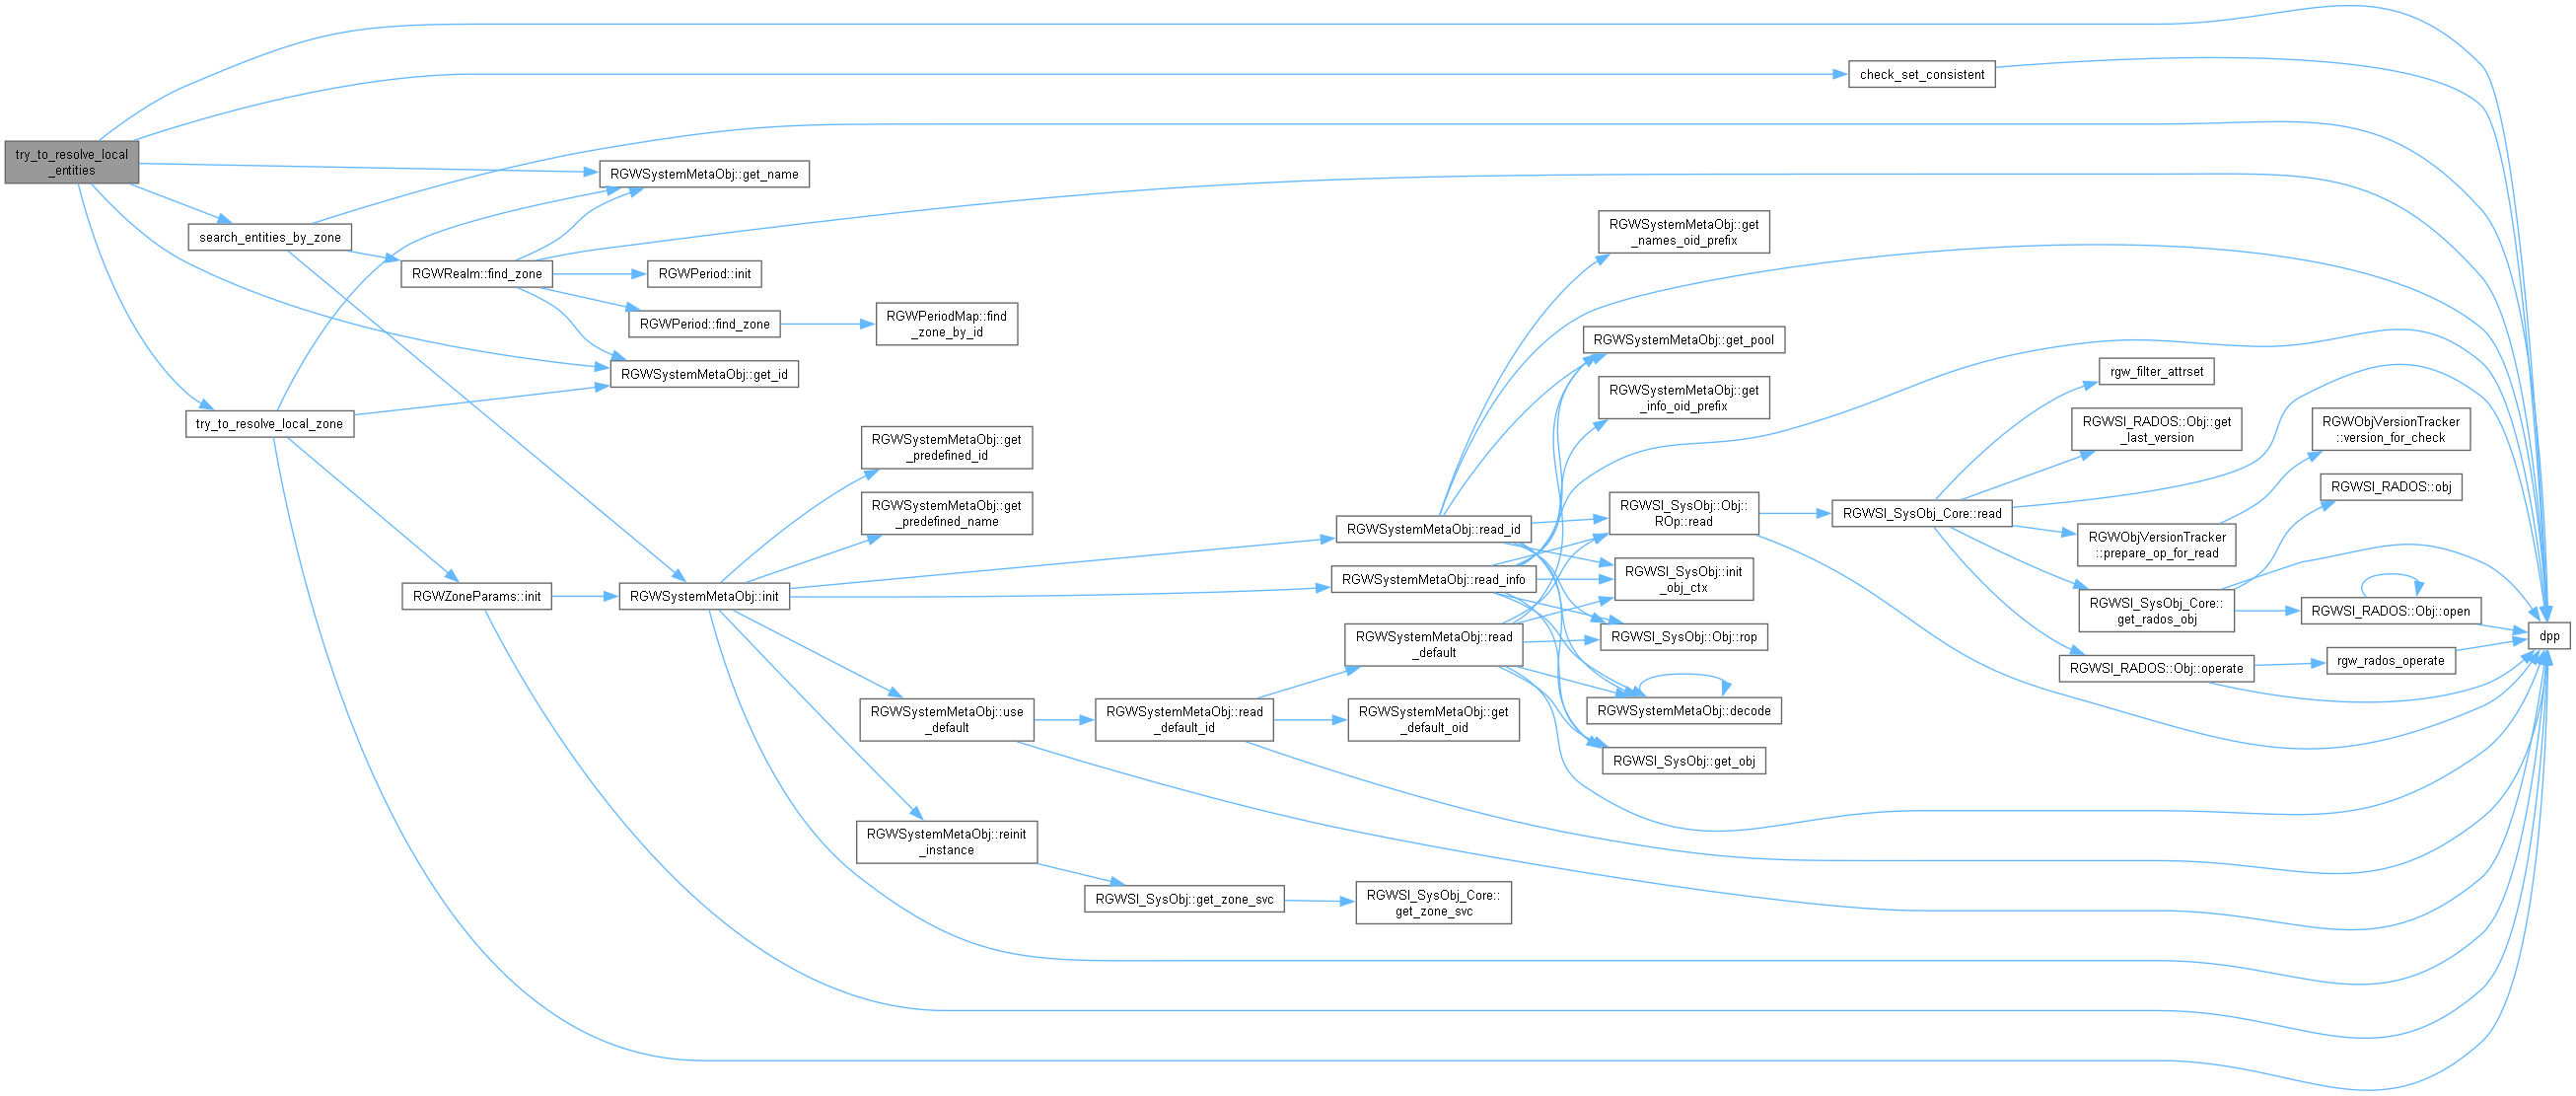 try_to_resolve_local
_entities
search_entities_by_zone
try_to_resolve_local_zone
RGWSystemMetaObj::get_name
RGWRealm::find_zone
RGWPeriod::init
RGWPeriod::find_zone
RGWSystemMetaObj::get_id
RGWZoneParams::init
RGWSystemMetaObj::init
RGWPeriodMap::find
_zone_by_id
RGWSystemMetaObj::get
_predefined_id
RGWSystemMetaObj::get
_predefined_name
RGWSystemMetaObj::use
_default
RGWSystemMetaObj::reinit
_instance
RGWSystemMetaObj::read
_default_id
RGWSI_SysObj::get_zone_svc
RGWSystemMetaObj::read_id
RGWSystemMetaObj::read_info
RGWSystemMetaObj::read
_default
RGWSystemMetaObj::get
_default_oid
RGWSI_SysObj_Core::
get_zone_svc
RGWSystemMetaObj::get
_names_oid_prefix
RGWSystemMetaObj::get_pool
RGWSystemMetaObj::get
_info_oid_prefix
RGWSI_SysObj::Obj::
ROp::read
RGWSI_SysObj::init
_obj_ctx
RGWSI_SysObj::Obj::rop
RGWSystemMetaObj::decode
RGWSI_SysObj::get_obj
check_set_consistent
RGWSI_SysObj_Core::read
rgw_filter_attrset
RGWSI_RADOS::Obj::get
_last_version
RGWObjVersionTracker
::prepare_op_for_read
RGWSI_SysObj_Core::
get_rados_obj
RGWSI_RADOS::Obj::operate
RGWObjVersionTracker
::version_for_check
RGWSI_RADOS::obj
RGWSI_RADOS::Obj::open
rgw_rados_operate
dpp